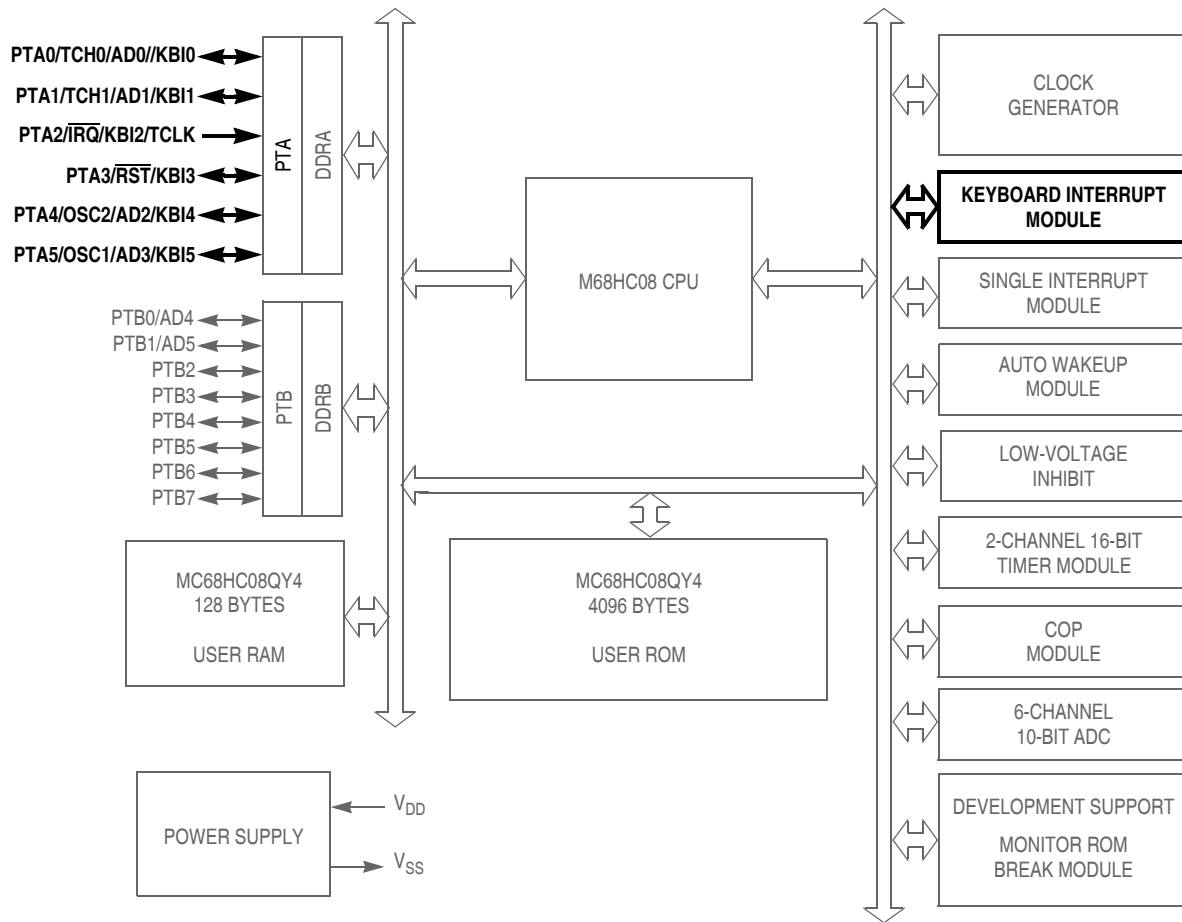 PTA0/TCH0/AD0//KBI0
PTA1/TCH1/AD1/KBI1
PTA2/IRQ/KBI2/TCLK
PTA3/RST/KBI3
PTA4/OSC2/AD2/KBI4
PTA5/OSC1/AD3/KBI5
PTA
DDRA
PTB0/AD4
PTB1/AD5
PTB2
PTB3
PTB4
PTB5
PTB6
PTB7
PTB
DDRB
M68HC08 CPU
MC68HC08QY4
128 BYTES
USER RAM
MC68HC08QY4
4096 BYTES
USER ROM
POWER SUPPLY
VDD
VSS
CLOCK
GENERATOR
KEYBOARD INTERRUPT
MODULE
SINGLE INTERRUPT
MODULE
AUTO WAKEUP
MODULE
LOW-VOLTAGE
INHIBIT
2-CHANNEL 16-BIT
TIMER MODULE
COP
MODULE
6-CHANNEL
10-BIT ADC
DEVELOPMENT SUPPORT
MONITOR ROM
BREAK MODULE